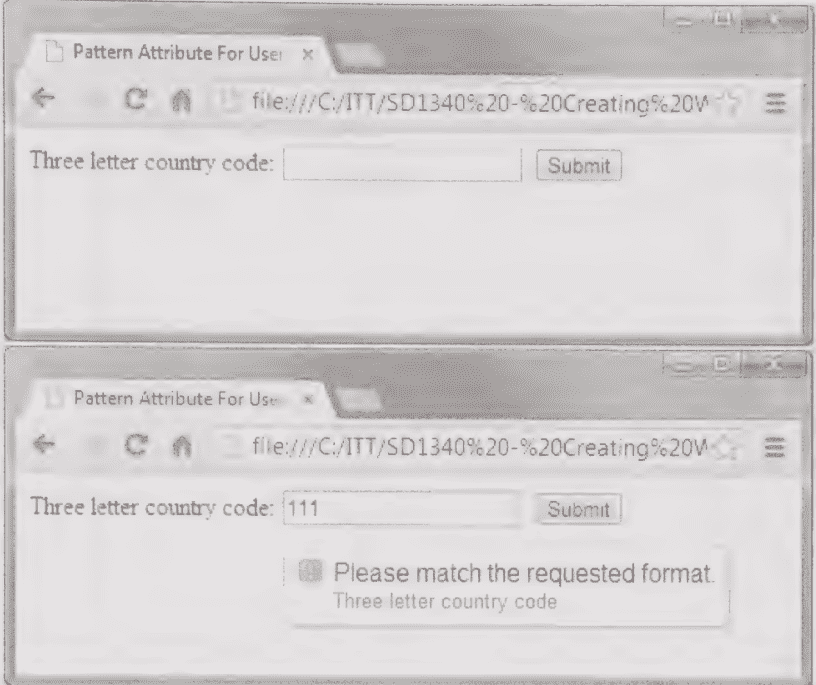 Pattern Attribute For User
file:///C:/ITT/SD1340%20-%20Creating%20W
Three letter country code:
Submit
Pattern Attribute For Use
file:///C:/ITT/SD1340%20-%20Creating%20W
Three letter country code: 111
Submit
Please match the requested format.
Three letter country code